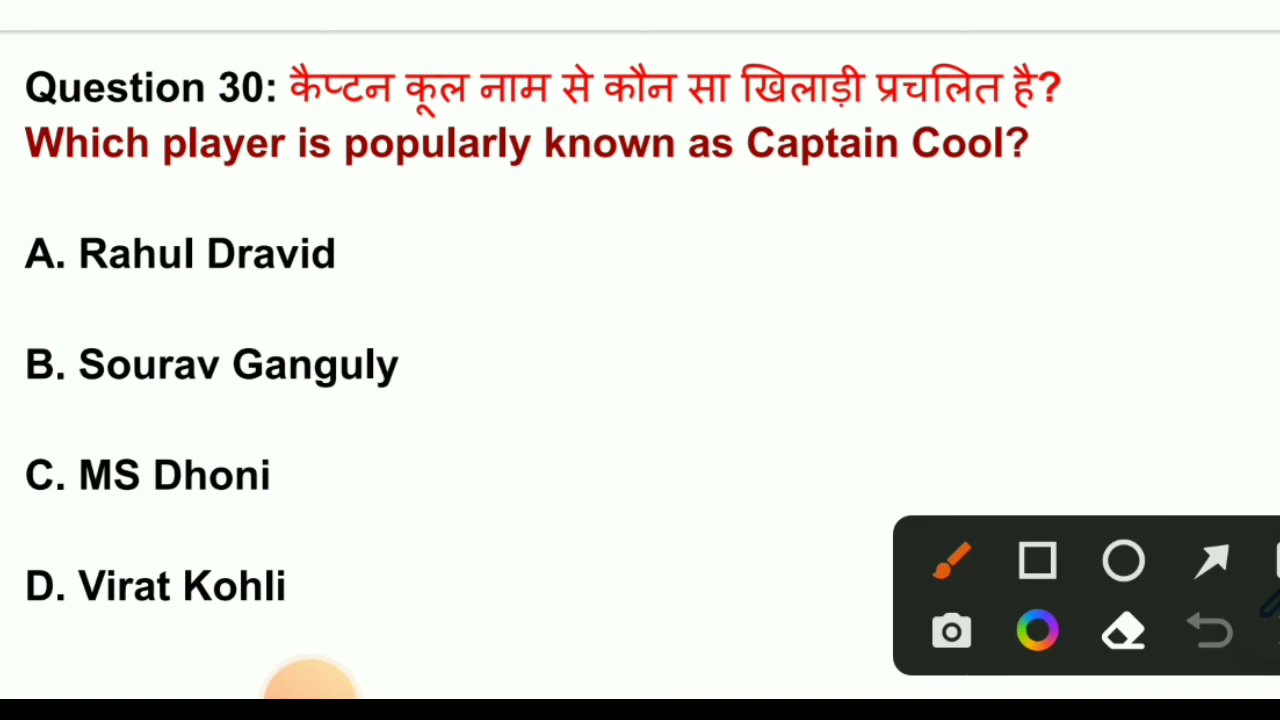 Question 30: कैप्टन कूल नाम से कौन सा खिलाड़ी प्रचलित है?
Which player is popularly known as Captain Cool?
A. Rahul Dravid
B. Sourav Ganguly
C. MS Dhoni
D. Virat Kohli